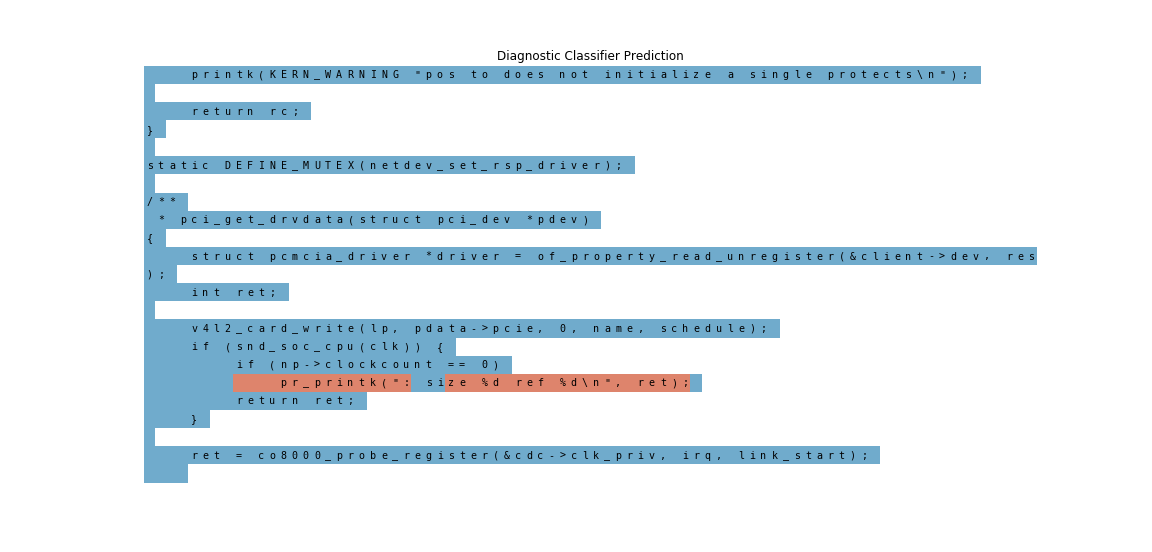 Diagnostic Classifier Prediction
printk(KERN_WARNING "pos to does not initialize a single protects\n");
return rc;
}
static DEFINE_MUTEX(netdev_set_rsp_driver);
/**
* pci_get_drvdata(struct pci_dev *pdev)
{
struct pcmcia_driver *driver = of_property_read_unregister(&client->dev, res
);
int ret;
v4l2_card_write(lp, pdata->pcie, 0, name, schedule);
if (snd_soc_cpu(clk)) {
if (np->clockcount == 0)
pr_printk(": size %d ref %d\n", ret);
return ret;
}
ret = co8000_probe_register(&cdc->clk_priv, irq, link_start);